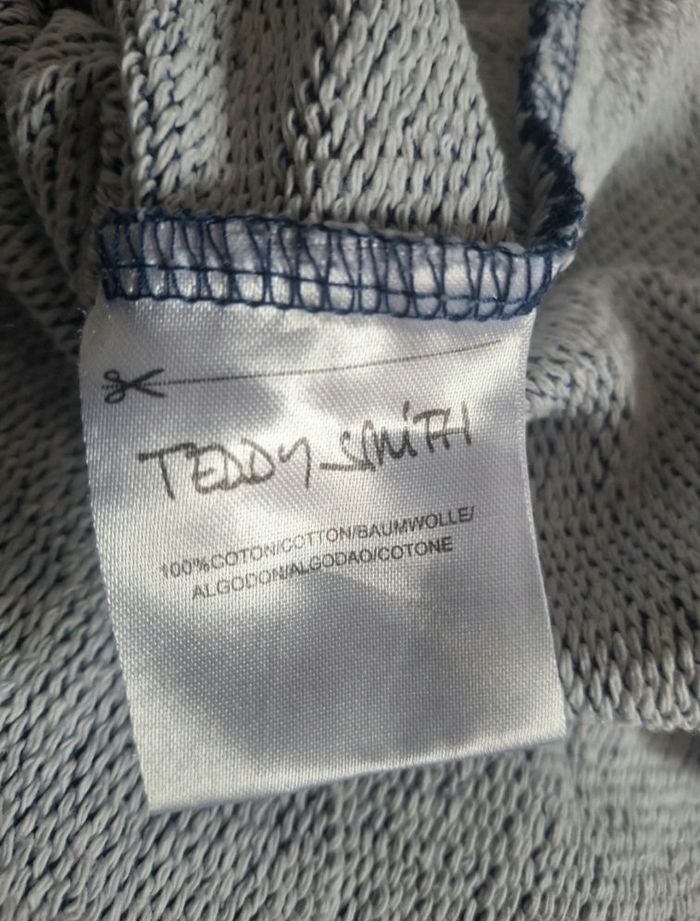 TEDDY SMITH
100%COTON/COTTON/BAUMWOLLE/
ALGODON/ALGODAO/COTONE